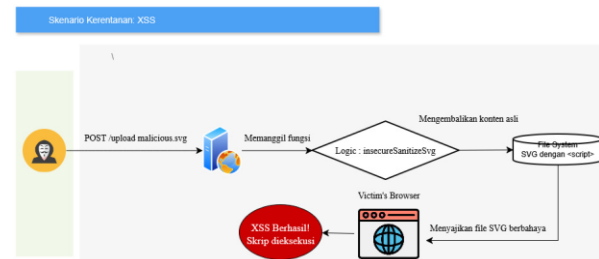 Skenario Kerentanan: XSS
\
Mengembalikan konten asli
POST /upload malicious.svg
Memanggil fungsi
Logic : insecureSanitizeSvg
File System
SVG dengan <script>
Victim's Browser
XSS Berhasil!
Skrip dieksekusi
Menyajikan file SVG berbahaya